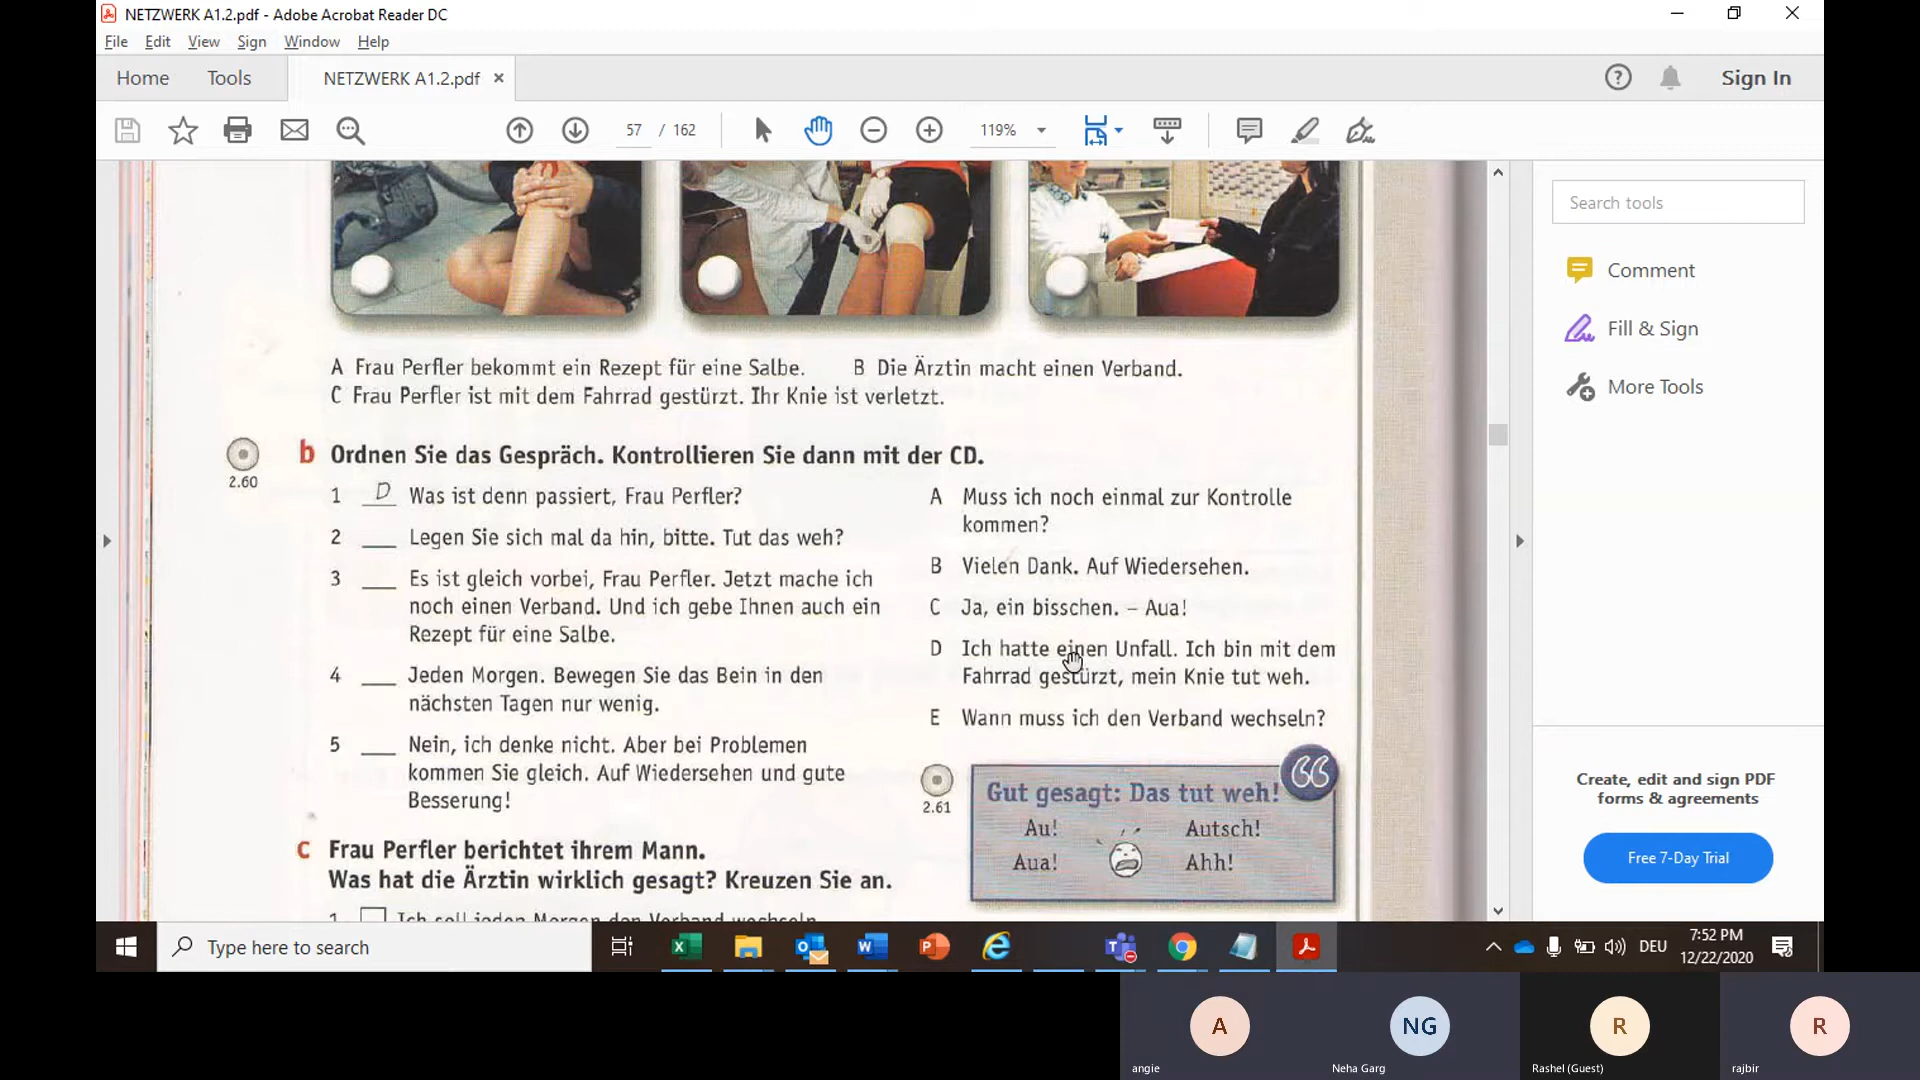 NETZWERK A1.2.pdf - Adobe Acrobat Reader DC
File Edit View Sign Window Help
Home Tools NETZWERK A1.2.pdf × Sign In
57 / 162 119%
Search tools
Comment
Fill & Sign
More Tools
A Frau Perfler bekommt ein Rezept für eine Salbe. B Die Ärztin macht einen Verband.
C Frau Perfler ist mit dem Fahrrad gestürzt. Ihr Knie ist verletzt.
2.60
b Ordnen Sie das Gespräch. Kontrollieren Sie dann mit der CD.
1 D Was ist denn passiert, Frau Perfler?
2 ___ Legen Sie sich mal da hin, bitte. Tut das weh?
3 ___ Es ist gleich vorbei, Frau Perfler. Jetzt mache ich
noch einen Verband. Und ich gebe Ihnen auch ein
Rezept für eine Salbe.
4 ___ Jeden Morgen. Bewegen Sie das Bein in den
nächsten Tagen nur wenig.
5 ___ Nein, ich denke nicht. Aber bei Problemen
kommen Sie gleich. Auf Wiedersehen und gute
Besserung!
A Muss ich noch einmal zur Kontrolle
kommen?
B Vielen Dank. Auf Wiedersehen.
C Ja, ein bisschen. – Aua!
D Ich hatte einen Unfall. Ich bin mit dem
Fahrrad gestürzt, mein Knie tut weh.
E Wann muss ich den Verband wechseln?
2.61
Gut gesagt: Das tut weh!
Au! Autsch!
Aua! Ahh!
c Frau Perfler berichtet ihrem Mann.
Was hat die Ärztin wirklich gesagt? Kreuzen Sie an.
1 Ich soll jeden Morgen den Verband wechseln
Create, edit and sign PDF
forms & agreements
Free 7-Day Trial
Type here to search
DEU
7:52 PM
12/22/2020
A NG R R
angie Neha Garg Rashel (Guest) rajbir